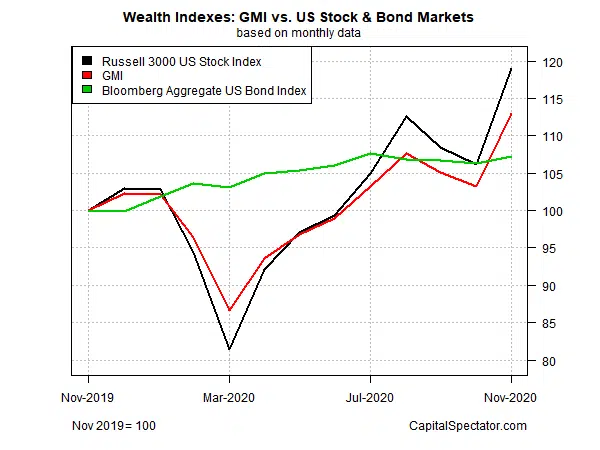 Wealth Indexes: GMI vs. US Stock & Bond Markets
based on monthly data
Russell 3000 US Stock Index
GMI
Bloomberg Aggregate US Bond Index
120
115
110
105
100
95
90
85
80
Nov-2019 Mar-2020 Jul-2020 Nov-2020
Nov 2019= 100 CapitalSpectator.com